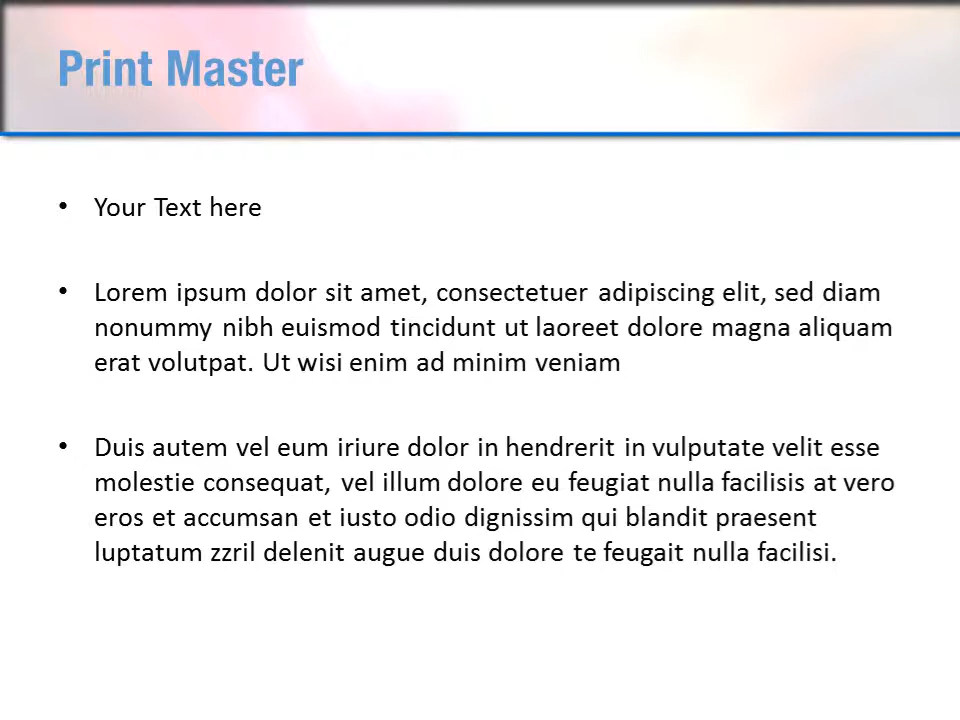 Print Master
• Your Text here
• Lorem ipsum dolor sit amet, consectetuer adipiscing elit, sed diam
nonummy nibh euismod tincidunt ut laoreet dolore magna aliquam
erat volutpat. Ut wisi enim ad minim veniam
• Duis autem vel eum iriure dolor in hendrerit in vulputate velit esse
molestie consequat, vel illum dolore eu feugiat nulla facilisis at vero
eros et accumsan et iusto odio dignissim qui blandit praesent
luptatum zzril delenit augue duis dolore te feugait nulla facilisi.